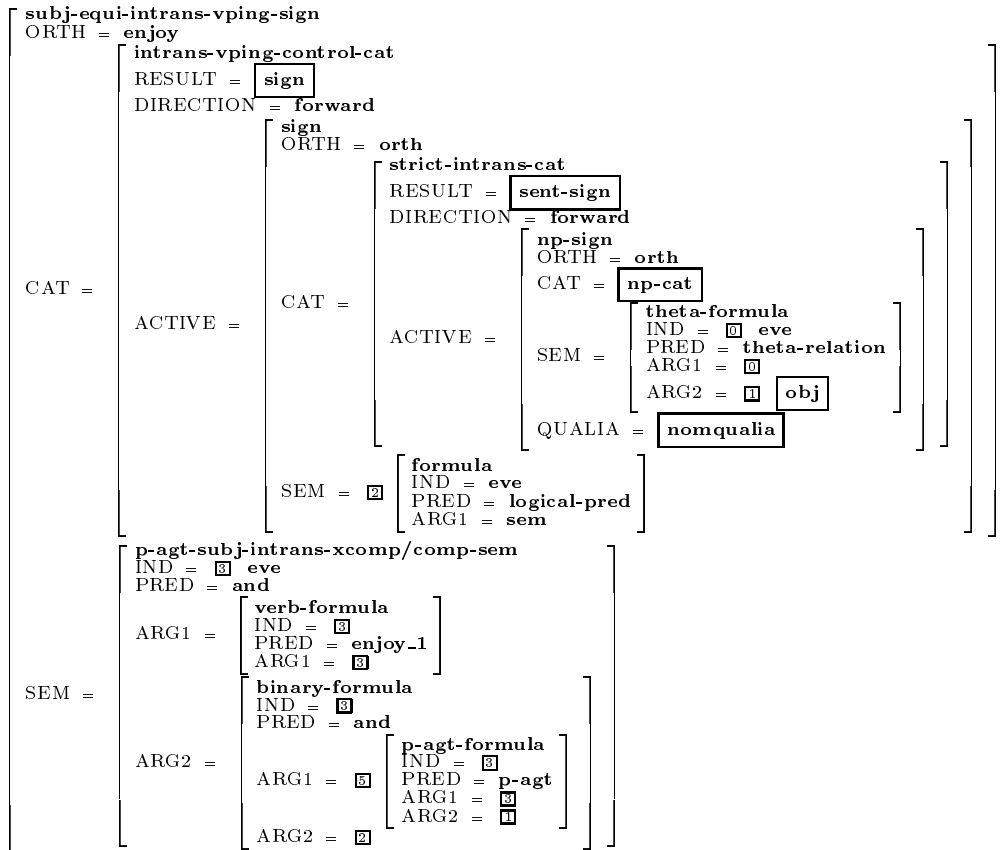 subj-equi-intrans-vping-sign
ORTH = enjoy
intrans-vping-control-cat
RESULT = sign
DIRECTION = forward
sign
ORTH = orth
strict-intrans-cat
RESULT = sent-sign
DIRECTION = forward
np-sign
ORTH = orth
CAT = np-cat
theta-formula
IND = 0 eve
PRED = theta-relation
ARG1 = 0
ARG2 = 1 obj
SEM =
QUALIA = nomqualia
ACTIVE =
CAT =
formula
IND = eve
PRED = logical-pred
ARG1 = sem
SEM = 2
ACTIVE =
CAT =
p-agt-subj-intrans-xcomp/comp-sem
IND = 3 eve
PRED = and
verb-formula
IND = 3
PRED = enjoy_1
ARG1 = 3
ARG1 =
binary-formula
IND = 3
PRED = and
p-agt-formula
IND = 3
PRED = p-agt
ARG1 = 3
ARG2 = 1
ARG1 = 5
ARG2 = 2
ARG2 =
SEM =